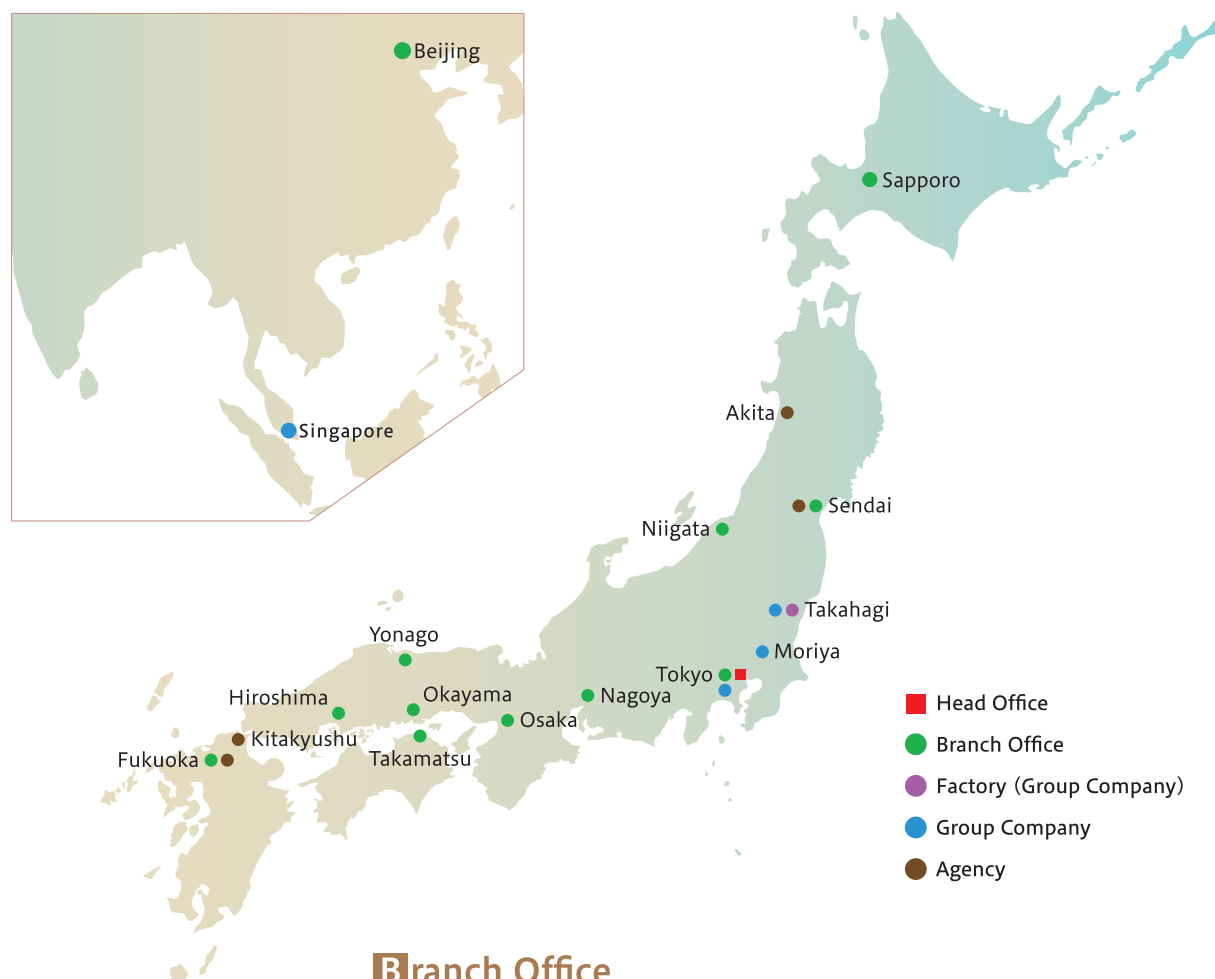 Beijing
Singapore
Sapporo
Akita
Sendai
Niigata
Takahagi
Moriya
Yonago
Tokyo
Hiroshima
Okayama
Nagoya
Osaka
Kitakyushu
Takamatsu
Fukuoka
Head Office
Branch Office
Factory (Group Company)
Group Company
Agency
Branch Office